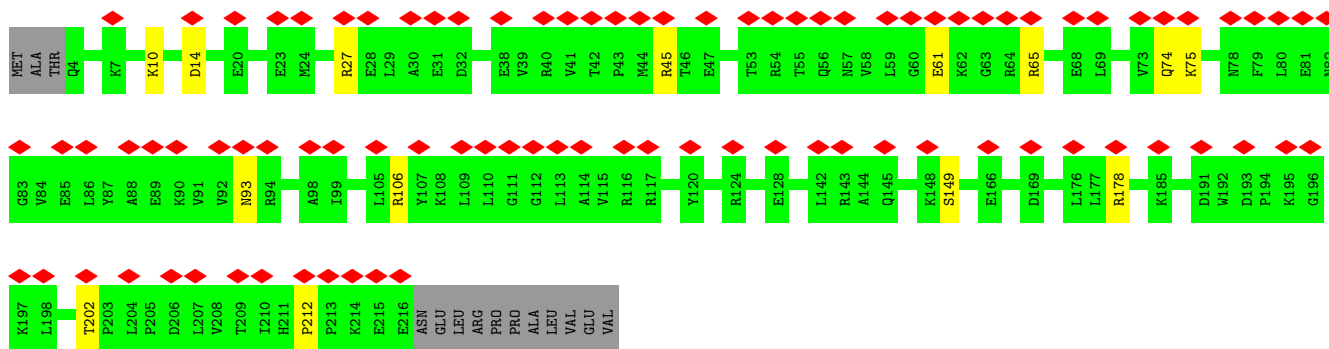 MET ALA THR Q4 K7 K10 D14 E20 E23 M24 R27 E28 L29 A30 E31 D32 E38 V39 R40 V41 T42 P43 M44 R45 T46 E47 T53 R54 T55 Q56 N57 V58 L59 G60 E61 K62 G63 R64 R65 E68 L69 V73 Q74 K75 N78 F79 L80 E81 N82
G83 V84 E85 L86 Y87 A88 E89 K90 V91 V92 N93 R94 A98 I99 L105 R106 Y107 K108 L109 L110 G111 G112 L113 A114 V115 R116 R117 Y120 R124 E128 L142 R143 A144 Q145 K148 S149 E166 D169 L176 L177 R178 K185 D191 W192 D193 P194 K195 G196
K197 L198 T202 P203 L204 P205 D206 L207 V208 T209 I210 H211 P212 P213 K214 E215 E216 ASN GLU LEU ARG PRO PRO ALA LEU VAL GLU VAL